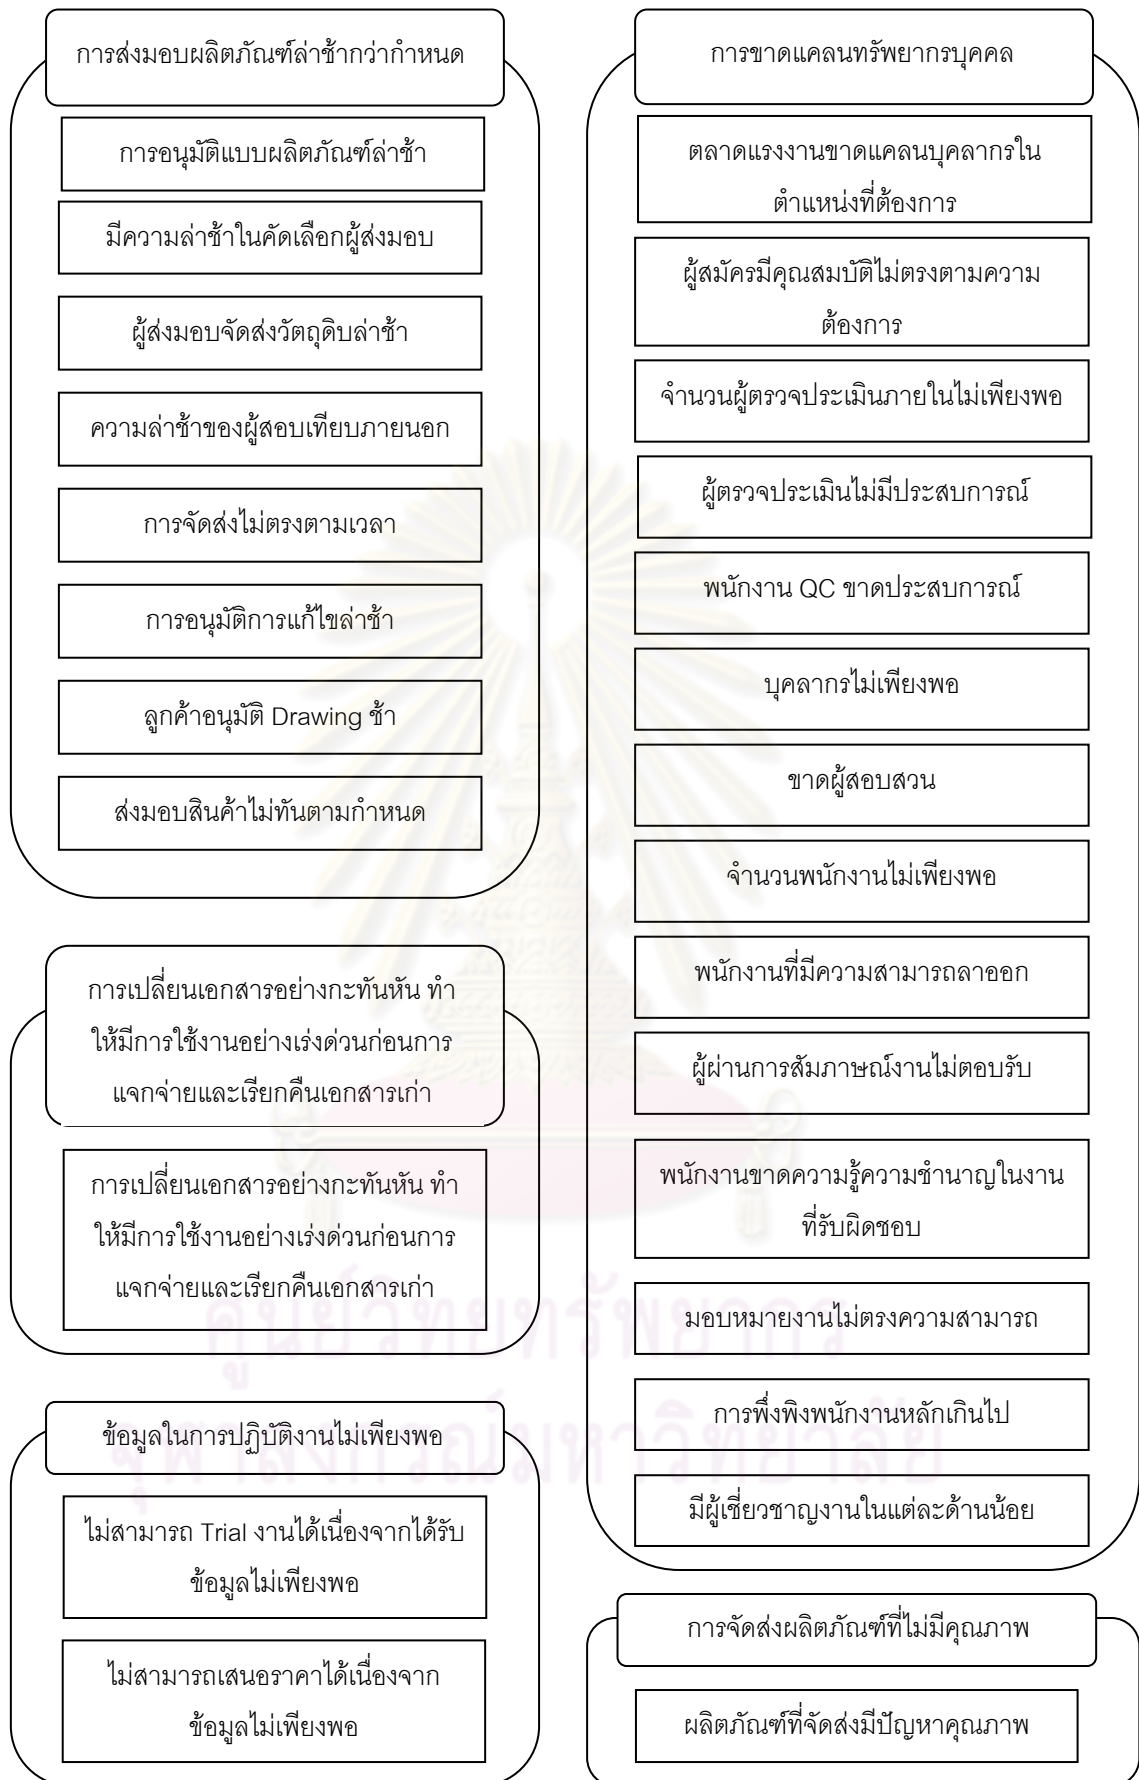 การส่งมอบผลิตภัณฑ์ล่าช้ากว่ากำหนด
การอนุมัติแบบผลิตภัณฑ์ล่าช้า
มีความล่าช้าในคัดเลือกผู้ส่งมอบ
ผู้ส่งมอบจัดส่งวัตถุดิบล่าช้า
ความล่าช้าของผู้สอบเทียบภายนอก
การจัดส่งไม่ตรงตามเวลา
การอนุมัติการแก้ไขล่าช้า
ลูกค้าอนุมัติ Drawing ช้า
ส่งมอบสินค้าไม่ทันตามกำหนด
การเปลี่ยนเอกสารอย่างกะทันหัน ทำ
ให้มีการใช้งานอย่างเร่งด่วนก่อนการ
แจกจ่ายและเรียกคืนเอกสารเก่า
การเปลี่ยนเอกสารอย่างกะทันหัน ทำ
ให้มีการใช้งานอย่างเร่งด่วนก่อนการ
แจกจ่ายและเรียกคืนเอกสารเก่า
ข้อมูลในการปฏิบัติงานไม่เพียงพอ
ไม่สามารถ Trial งานได้เนื่องจากได้รับ
ข้อมูลไม่เพียงพอ
ไม่สามารถเสนอราคาได้เนื่องจาก
ข้อมูลไม่เพียงพอ
การขาดแคลนทรัพยากรบุคคล
ตลาดแรงงานขาดแคลนบุคลากรใน
ตำแหน่งที่ต้องการ
ผู้สมัครมีคุณสมบัติไม่ตรงตามความ
ต้องการ
จำนวนผู้ตรวจประเมินภายในไม่เพียงพอ
ผู้ตรวจประเมินไม่มีประสบการณ์
พนักงาน QC ขาดประสบการณ์
บุคลากรไม่เพียงพอ
ขาดผู้สอบสวน
จำนวนพนักงานไม่เพียงพอ
พนักงานที่มีความสามารถลาออก
ผู้ผ่านการสัมภาษณ์งานไม่ตอบรับ
พนักงานขาดความรู้ความชำนาญในงาน
ที่รับผิดชอบ
มอบหมายงานไม่ตรงความสามารถ
การพึ่งพิงพนักงานหลักเกินไป
มีผู้เชี่ยวชาญงานในแต่ละด้านน้อย
การจัดส่งผลิตภัณฑ์ที่ไม่มีคุณภาพ
ผลิตภัณฑ์ที่จัดส่งมีปัญหาคุณภาพ
ศูนย์วิทยทรัพยากร
จุฬาลงกรณ์มหาวิทยาลัย